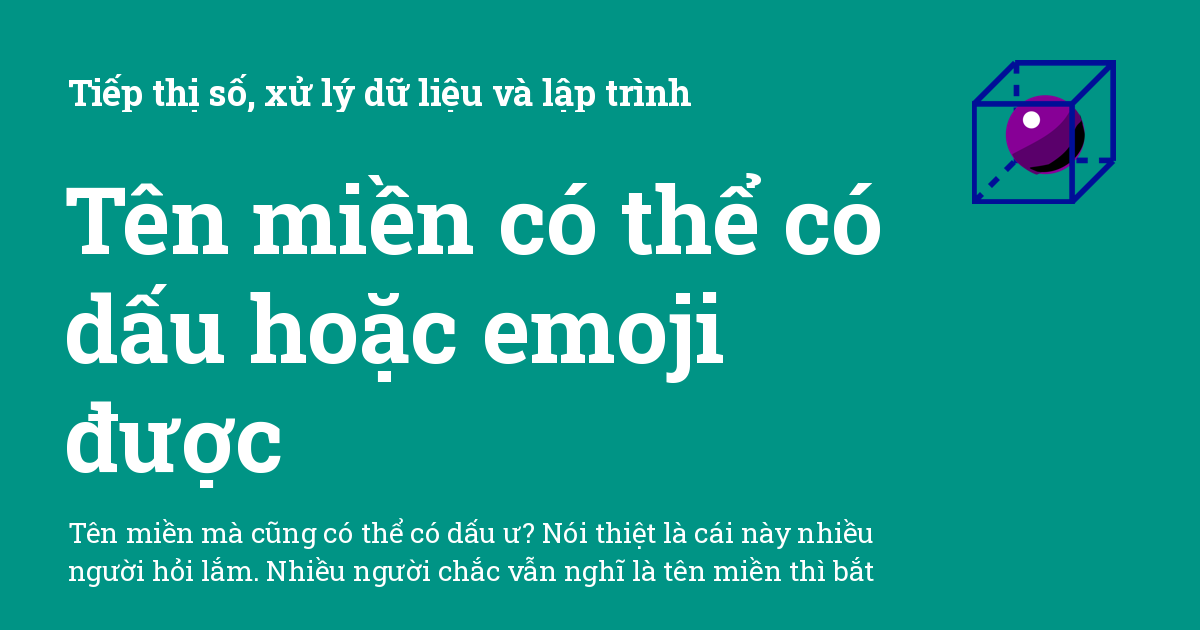 Tiếp thị số, xử lý dữ liệu và lập trình
Tên miền có thể có
dấu hoặc emoji
được
Tên miền mà cũng có thể có dấu ư? Nói thiệt là cái này nhiều
người hỏi lắm. Nhiều người chắc vẫn nghĩ là tên miền thì bắt